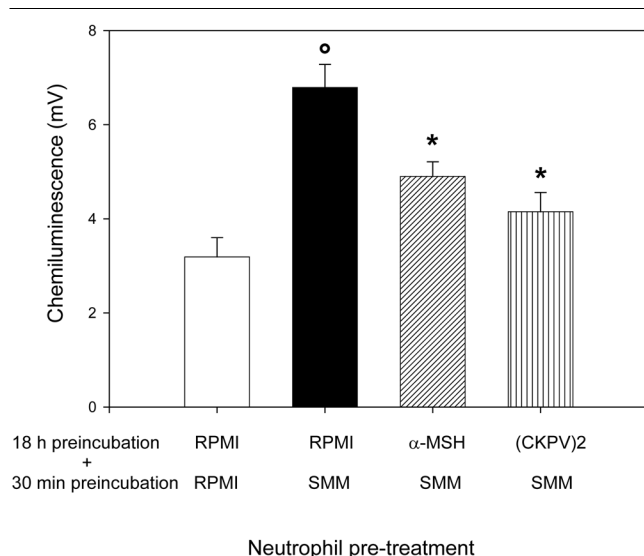 8
6
4
2
0
Chemiluminescence (mV)
°
*
*
18 h preincubation RPMI RPMI α-MSH (CKPV)2
+
30 min preincubation RPMI SMM SMM SMM
Neutrophil pre-treatment